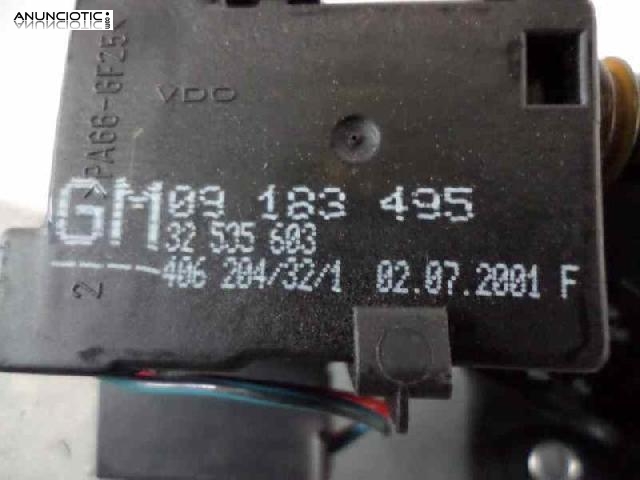 ANUNCIOTIC
.es
>PA66-GF25<
VDO
GM 09 183 495
32 535 603
406 204/32/1 02.07.2001 F
2